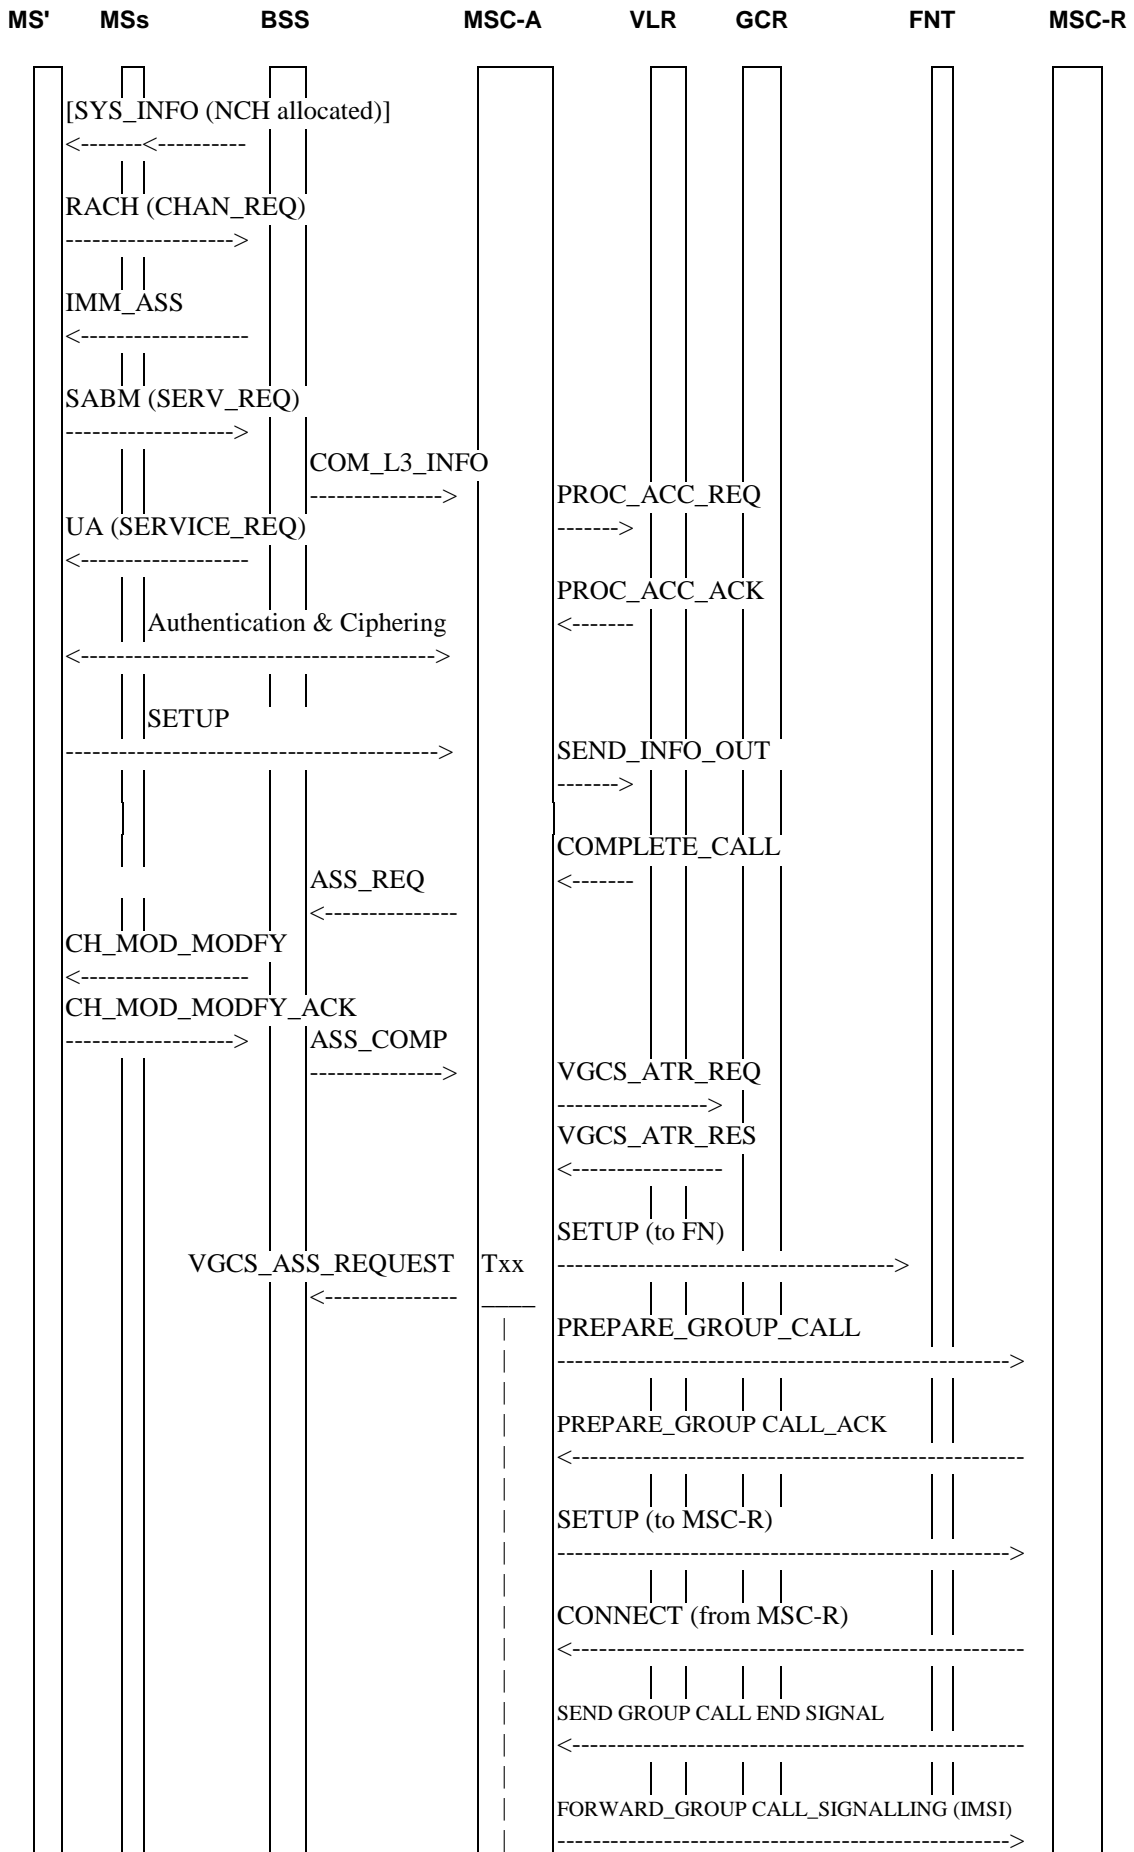 MS' MSs BSS MSC-A VLR GCR FNT MSC-R
[SYS_INFO (NCH allocated)]
<-------<----------
RACH (CHAN_REQ)
------------------->
IMM_ASS
<-------------------
SABM (SERV_REQ)
------------------->
COM_L3_INFO
---------------> PROC_ACC_REQ
UA (SERVICE_REQ) ------->
<-------------------
PROC_ACC_ACK
Authentication & Ciphering <-------
<---------------------------------------->
SETUP
------------------------------------------> SEND_INFO_OUT
------->
COMPLETE_CALL
ASS_REQ <-------
<---------------
CH_MOD_MODFY
<-------------------
CH_MOD_MODFY_ACK
-------------------> ASS_COMP
---------------> VGCS_ATR_REQ
----------------->
VGCS_ATR_RES
<-----------------
SETUP (to FN)
VGCS_ASS_REQUEST Txx -------------------------------------->
<--------------- ____
| PREPARE_GROUP_CALL
| --------------------------------------------------->
|
| PREPARE_GROUP CALL_ACK
| <---------------------------------------------------
|
| SETUP (to MSC-R)
| --------------------------------------------------->
|
| CONNECT (from MSC-R)
| <---------------------------------------------------
|
| SEND GROUP CALL END SIGNAL
| <---------------------------------------------------
|
| FORWARD_GROUP CALL_SIGNALLING (IMSI)
| --------------------------------------------------->